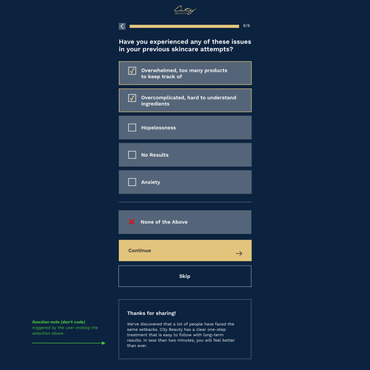 City
9/9
Have you experienced any of these issues
in your previous skincare attempts?
Overwhelmed, too many products
to keep track of
Overcomplicated, hard to understand
ingredients
Hopelessness
No Results
Anxiety
None of the Above
Continue
Skip
Thanks for sharing!
We've discovered that a lot of people have faced the
same setbacks. City Beauty has a clear one-step
treatment that is easy to follow with long-term
results. In less than two minutes, you will feel better
than ever.
function note (don't code)
triggered by the user making the
selection above